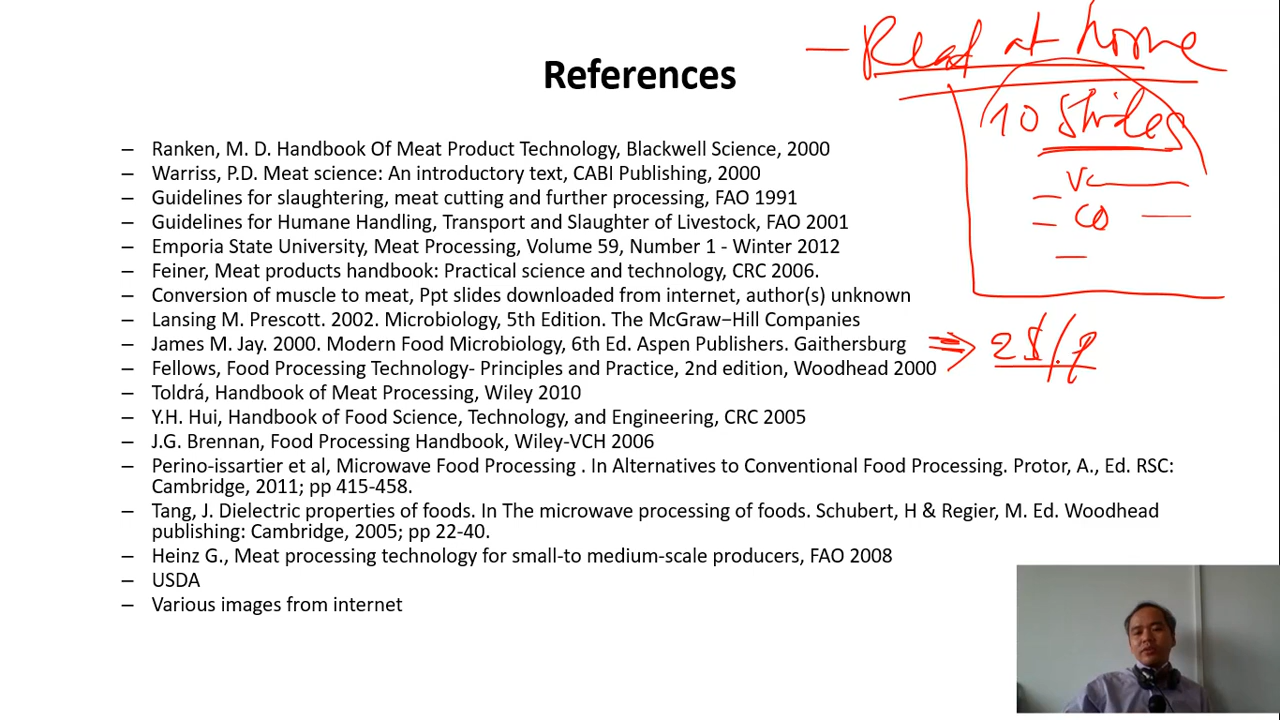 — Read at home
References
10 Slides
– Ranken, M. D. Handbook Of Meat Product Technology, Blackwell Science, 2000
– Warriss, P.D. Meat science: An introductory text, CABI Publishing, 2000
– Guidelines for slaughtering, meat cutting and further processing, FAO 1991
– Guidelines for Humane Handling, Transport and Slaughter of Livestock, FAO 2001
– Emporia State University, Meat Processing, Volume 59, Number 1 - Winter 2012
– Feiner, Meat products handbook: Practical science and technology, CRC 2006.
– Conversion of muscle to meat, Ppt slides downloaded from internet, author(s) unknown
– Lansing M. Prescott. 2002. Microbiology, 5th Edition. The McGraw−Hill Companies
– James M. Jay. 2000. Modern Food Microbiology, 6th Ed. Aspen Publishers. Gaithersburg
– Fellows, Food Processing Technology- Principles and Practice, 2nd edition, Woodhead 2000
– Toldrá, Handbook of Meat Processing, Wiley 2010
– Y.H. Hui, Handbook of Food Science, Technology, and Engineering, CRC 2005
– J.G. Brennan, Food Processing Handbook, Wiley-VCH 2006
– Perino-issartier et al, Microwave Food Processing . In Alternatives to Conventional Food Processing. Protor, A., Ed. RSC:
Cambridge, 2011; pp 415-458.
– Tang, J. Dielectric properties of foods. In The microwave processing of foods. Schubert, H & Regier, M. Ed. Woodhead
publishing: Cambridge, 2005; pp 22-40.
– Heinz G., Meat processing technology for small-to medium-scale producers, FAO 2008
– USDA
– Various images from internet